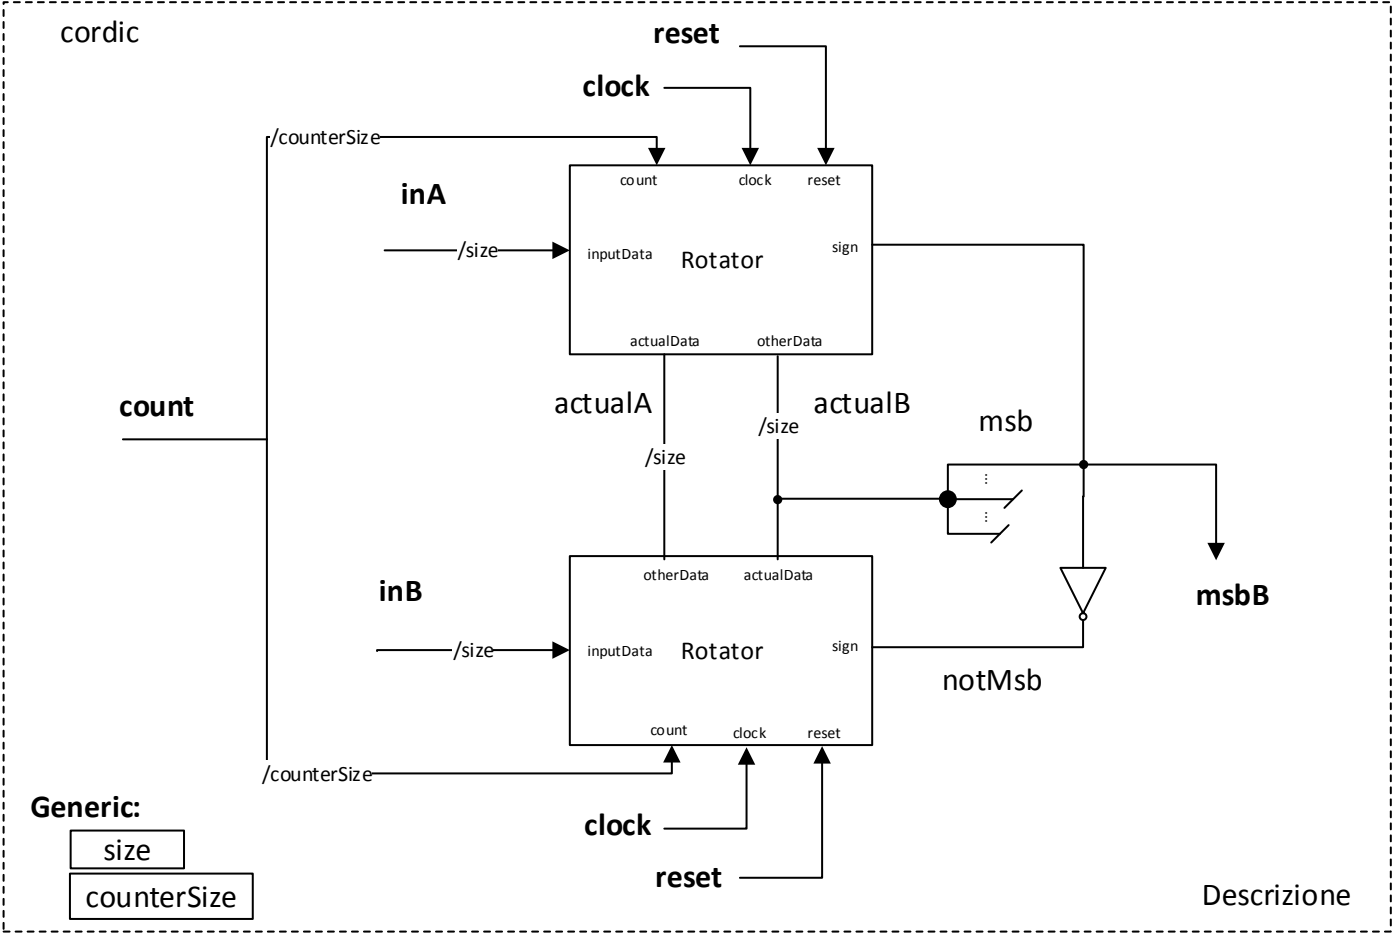 cordic
reset
clock
/counterSize
count
clock
reset
inA
/size
inputData
Rotator
sign
actualData
otherData
actualA
actualB
count
/size
msb
/size
...
...
otherData
actualData
inB
msbB
/size
inputData
Rotator
sign
notMsb
count
clock
reset
/counterSize
Generic:
clock
size
reset
counterSize
Descrizione